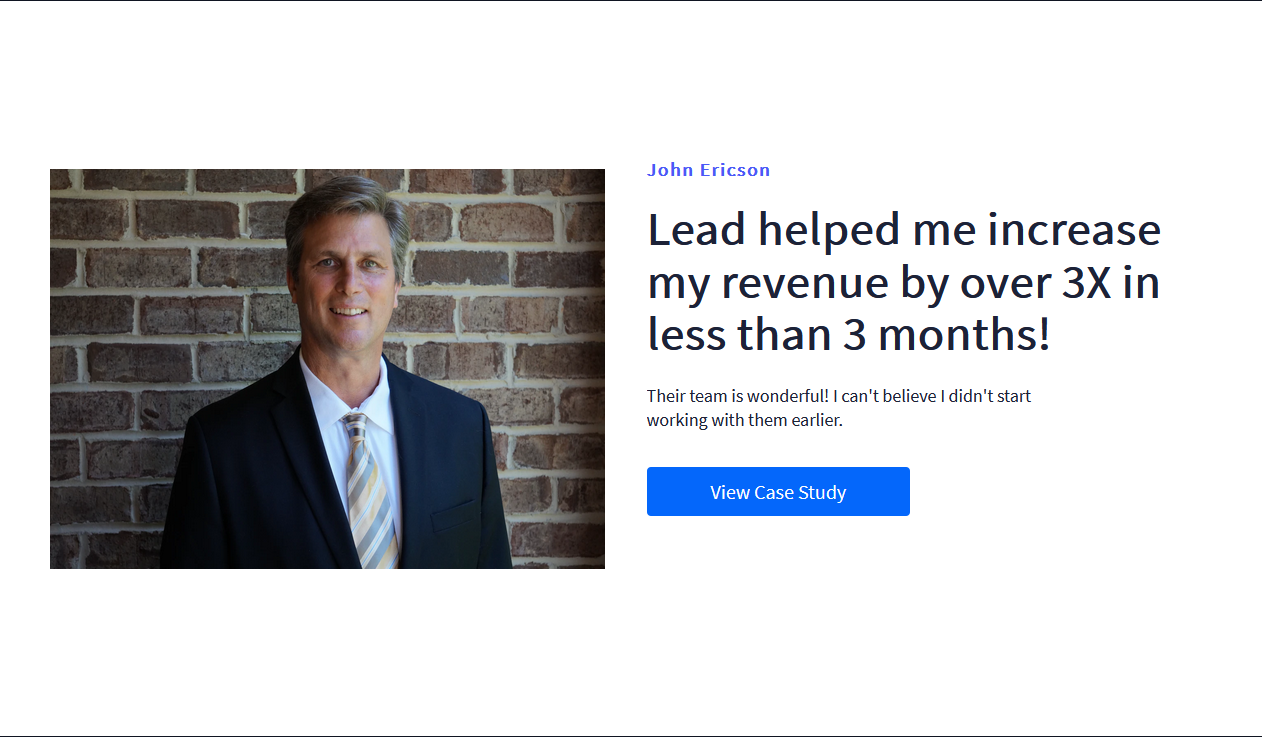 John Ericson
Lead helped me increase
my revenue by over 3X in
less than 3 months!
Their team is wonderful! I can't believe I didn't start
working with them earlier.
View Case Study